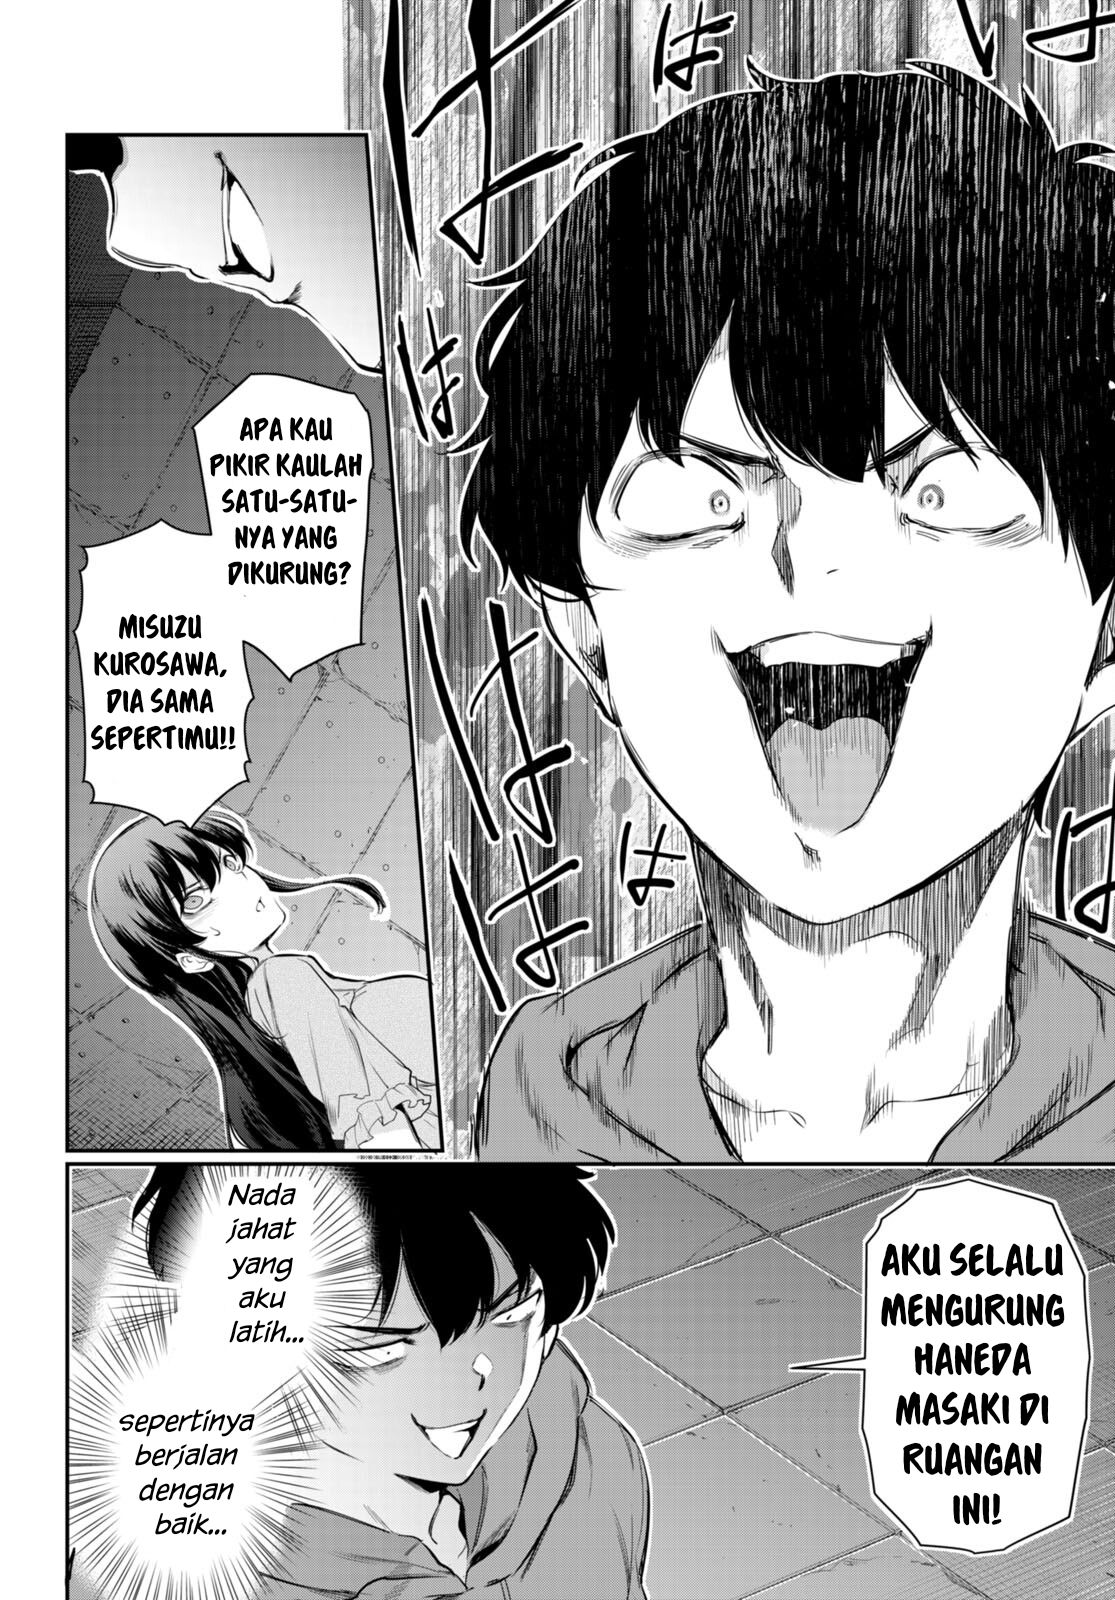 は
は
は
は
は
は
は
は
は
は
APA KAU
PIKIR KAULAH
SATU-SATU-
NYA YANG
DIKURUNG?
MISUZU
KUROSAWA,
DIA SAMA
SEPERTIMU!!
AKU SELALU
MENGURUNG
HANEDA
MASAKI DI
RUANGAN
INI!
Nada
jahat
yang
aku
latih...
sepertinya
berjalan
dengan
baik...